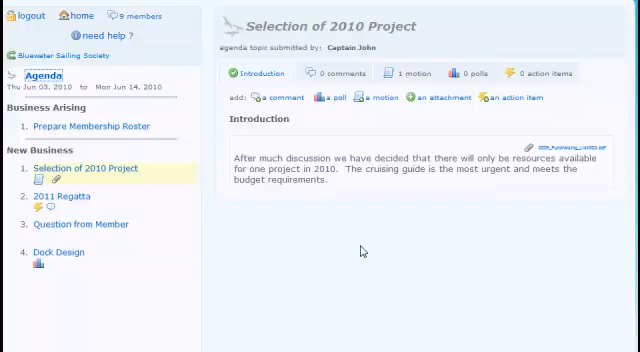 logout home 9 members
need help ?
Bluewater Sailing Society
Agenda
Thu Jun 03, 2010 to Mon Jun 14, 2010
Business Arising
1. Prepare Membership Roster
New Business
1. Selection of 2010 Project
2. 2011 Regatta
3. Question from Member
4. Dock Design
Selection of 2010 Project
agenda topic submitted by: Captain John
Introduction 0 comments 1 motion 0 polls 0 action items
add: a comment a poll a motion an attachment an action item
Introduction
After much discussion we have decided that there will only be resources available
for one project in 2010. The cruising guide is the most urgent and meets the
budget requirements.